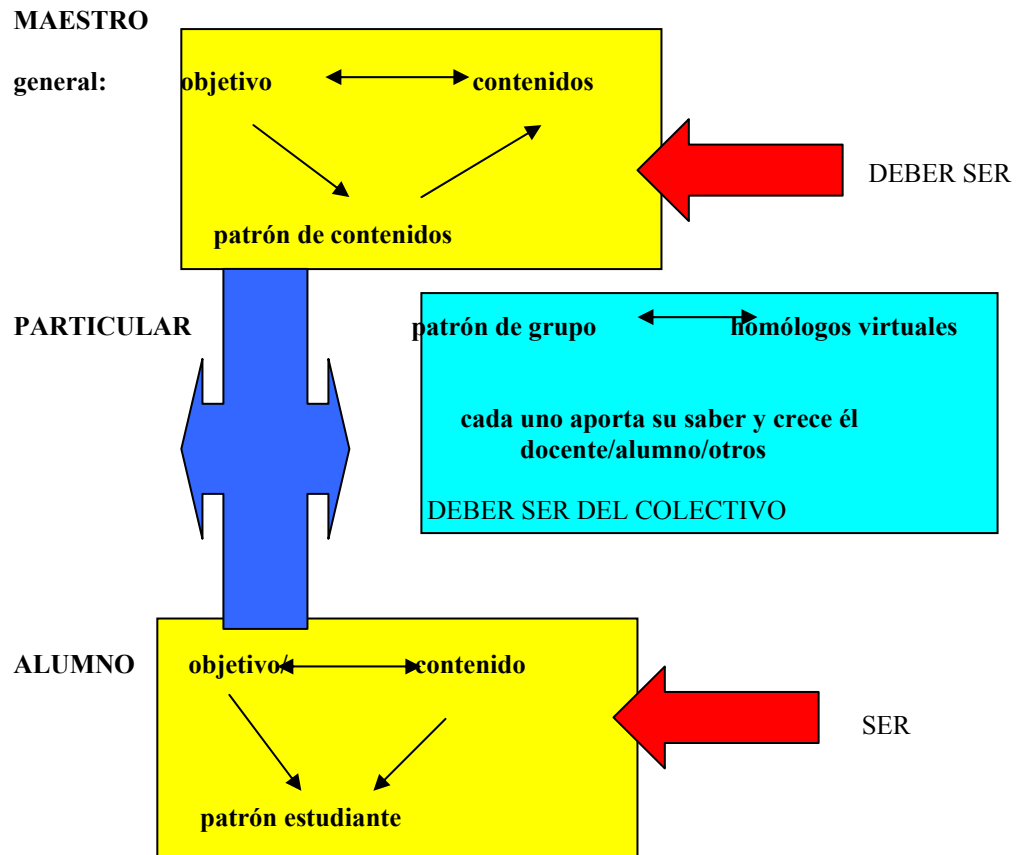 MAESTRO
general: objetivo contenidos
DEBER SER
patrón de contenidos
PARTICULAR patrón de grupo homólogos virtuales
cada uno aporta su saber y crece él
docente/alumno/otros
DEBER SER DEL COLECTIVO
ALUMNO objetivo/ contenido
SER
patrón estudiante